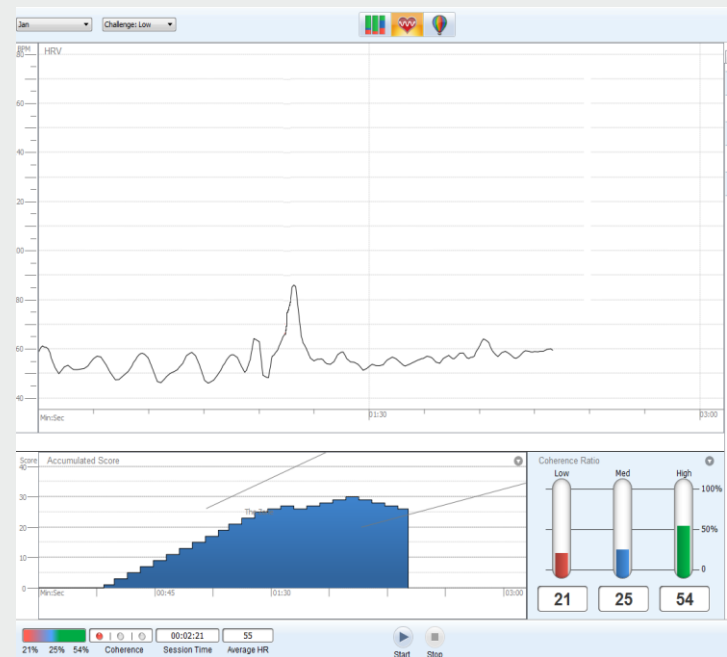 Jan
Challenge: Low
BPM
HRV
80
60
40
20
00
80
60
40
Min:Sec
01:30
03:00
Score
Accumulated Score
40
30
20
10
0
Min:Sec
00:45
01:30
03:00
Coherence Ratio
Low Med High
100%
50%
0
21 25 54
21% 25% 54%
Coherence
00:02:21
Session Time
55
Average HR
Start Stop